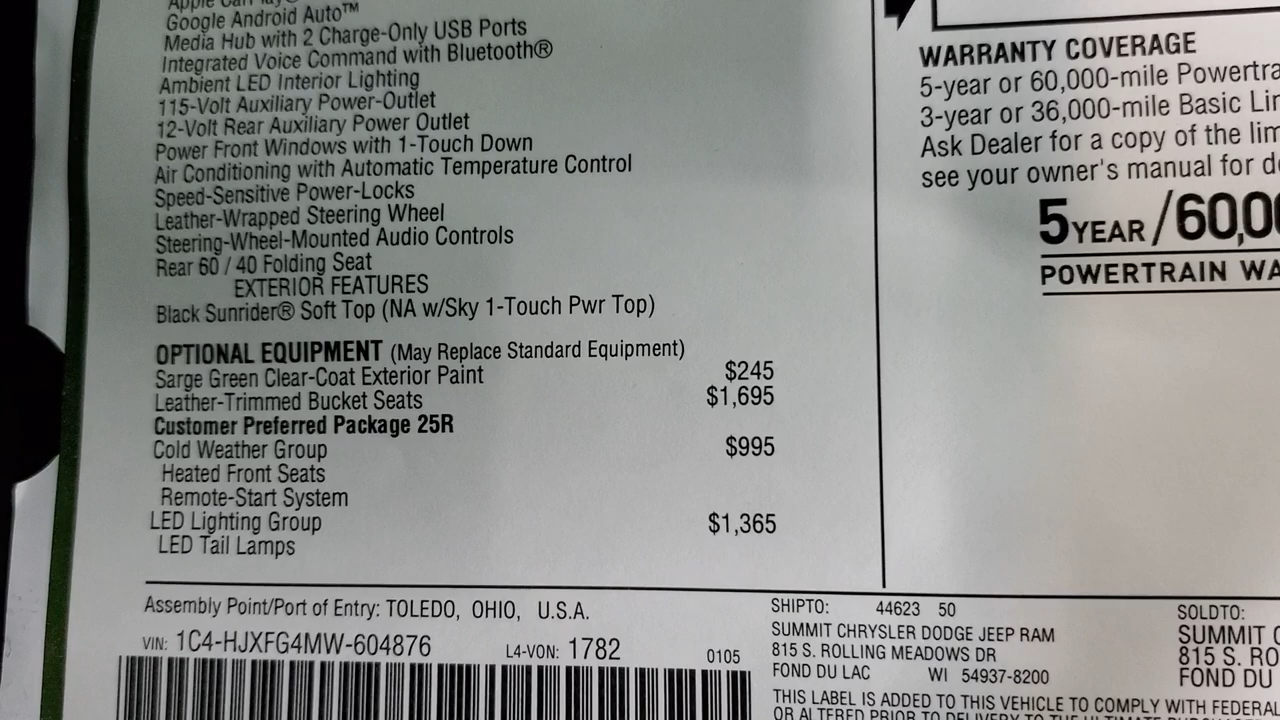 Google Android Auto™
Media Hub with 2 Charge-Only USB Ports
Integrated Voice Command with Bluetooth®
Ambient LED Interior Lighting
115-Volt Auxiliary Power-Outlet
12-Volt Rear Auxiliary Power Outlet
Power Front Windows with 1-Touch Down
Air Conditioning with Automatic Temperature Control
Speed-Sensitive Power-Locks
Leather-Wrapped Steering Wheel
Steering-Wheel-Mounted Audio Controls
Rear 60 / 40 Folding Seat
EXTERIOR FEATURES
Black Sunrider® Soft Top (NA w/Sky 1-Touch Pwr Top)
OPTIONAL EQUIPMENT (May Replace Standard Equipment)
Sarge Green Clear-Coat Exterior Paint $245
Leather-Trimmed Bucket Seats $1,695
Customer Preferred Package 25R
Cold Weather Group $995
Heated Front Seats
Remote-Start System
LED Lighting Group $1,365
LED Tail Lamps
WARRANTY COVERAGE
5-year or 60,000-mile Powertra
3-year or 36,000-mile Basic
Ask Dealer for a copy of the
see your owner's manual for
5 YEAR/60,0
POWERTRAIN WA
Assembly Point/Port of Entry: TOLEDO, OHIO, U.S.A.
VIN: 1C4-HJXFG4MW-604876 L4-VON: 1782 0105
SHIPTO: 44623 50
SUMMIT CHRYSLER DODGE JEEP RAM
815 S. ROLLING MEADOWS DR
FOND DU LAC WI 54937-8200
SOLDTO:
SUMMIT C
815 S. RO
FOND DU
THIS LABEL IS ADDED TO THIS VEHICLE TO COMPLY WITH FEDERAL
OR ALTERED PRIOR TO DELIVERY TO THE ULTIMATE